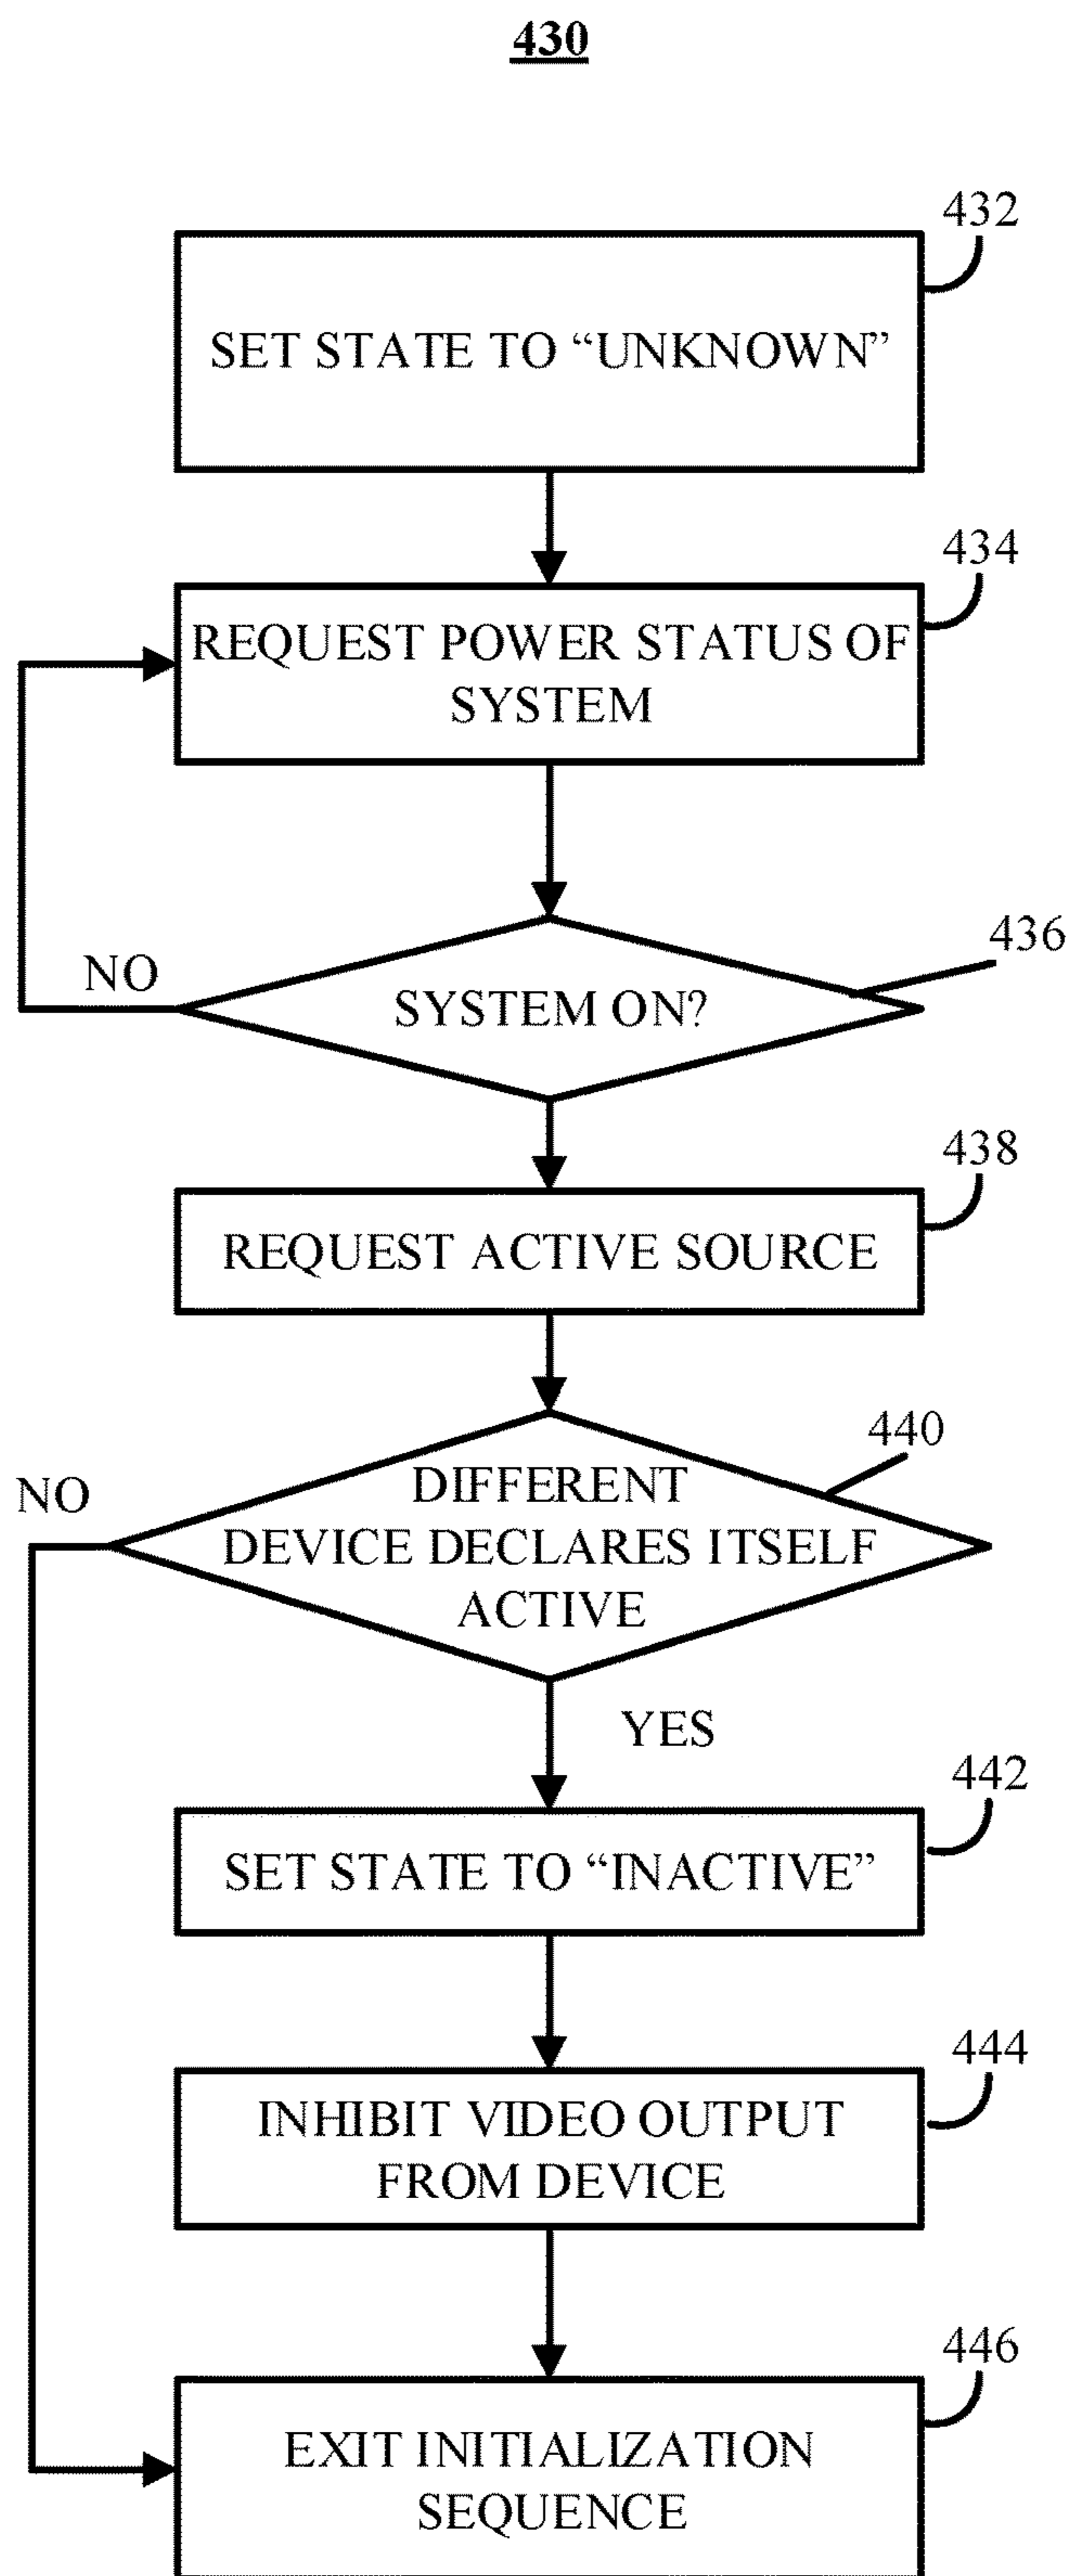 430
432
SET STATE TO “UNKNOWN”
434
REQUEST POWER STATUS OF
SYSTEM
436
NO
SYSTEM ON?
438
REQUEST ACTIVE SOURCE
440
NO
DIFFERENT
DEVICE DECLARES ITSELF
ACTIVE
YES
442
SET STATE TO “INACTIVE”
444
INHIBIT VIDEO OUTPUT
FROM DEVICE
446
EXIT INITIALIZATION
SEQUENCE